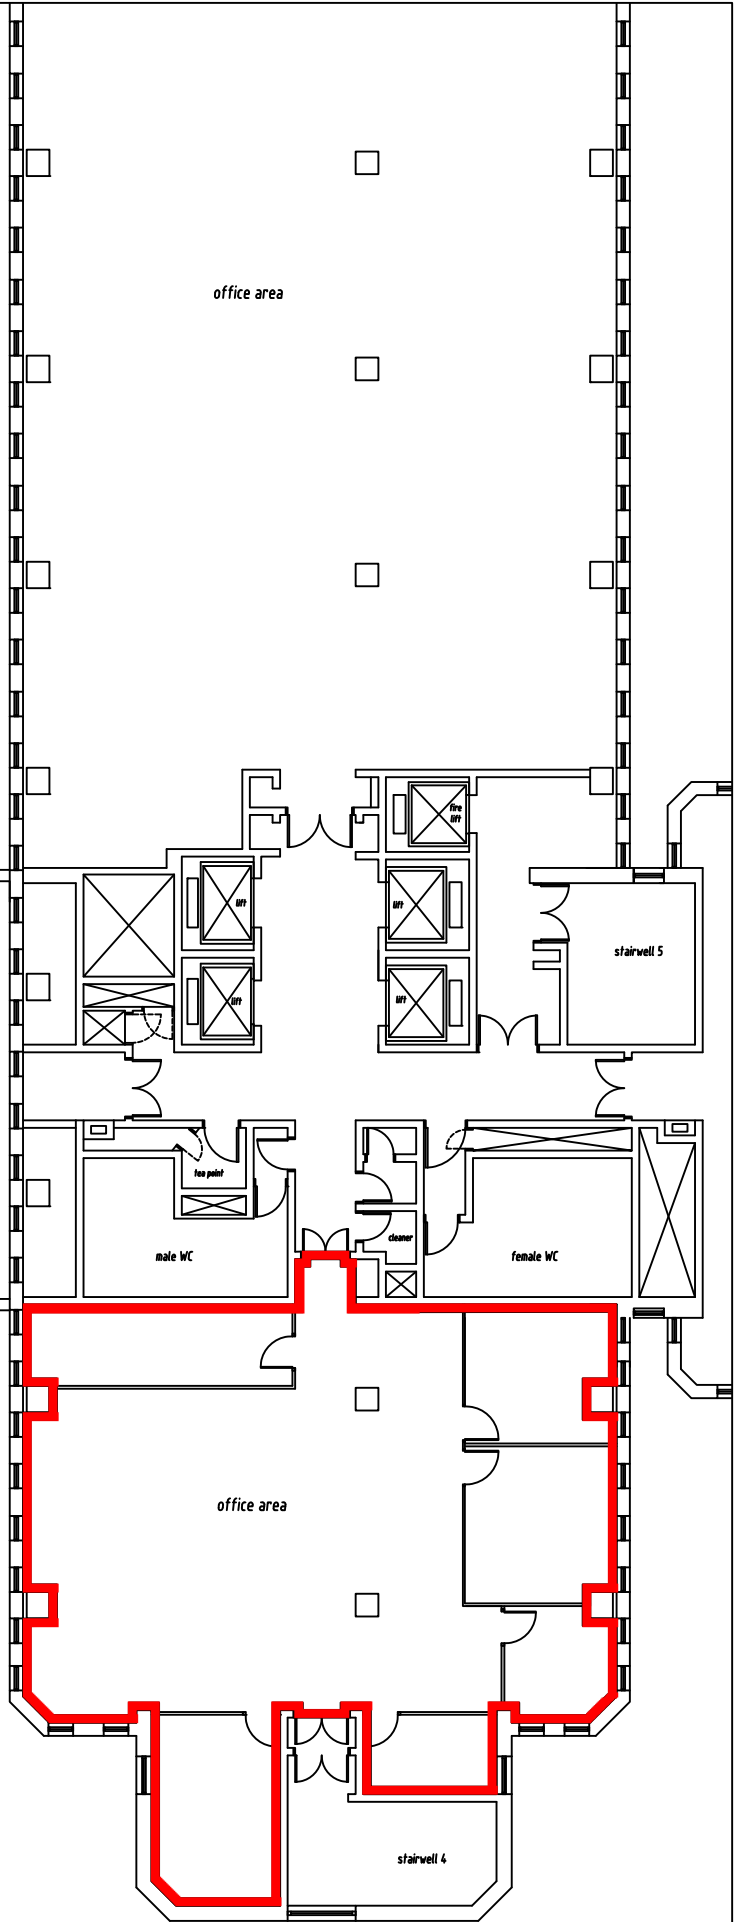 office area
fire
lift
lift
lift
stairwell 5
lift
lift
tea point
cleaner
male WC
female WC
office area
stairwell 4